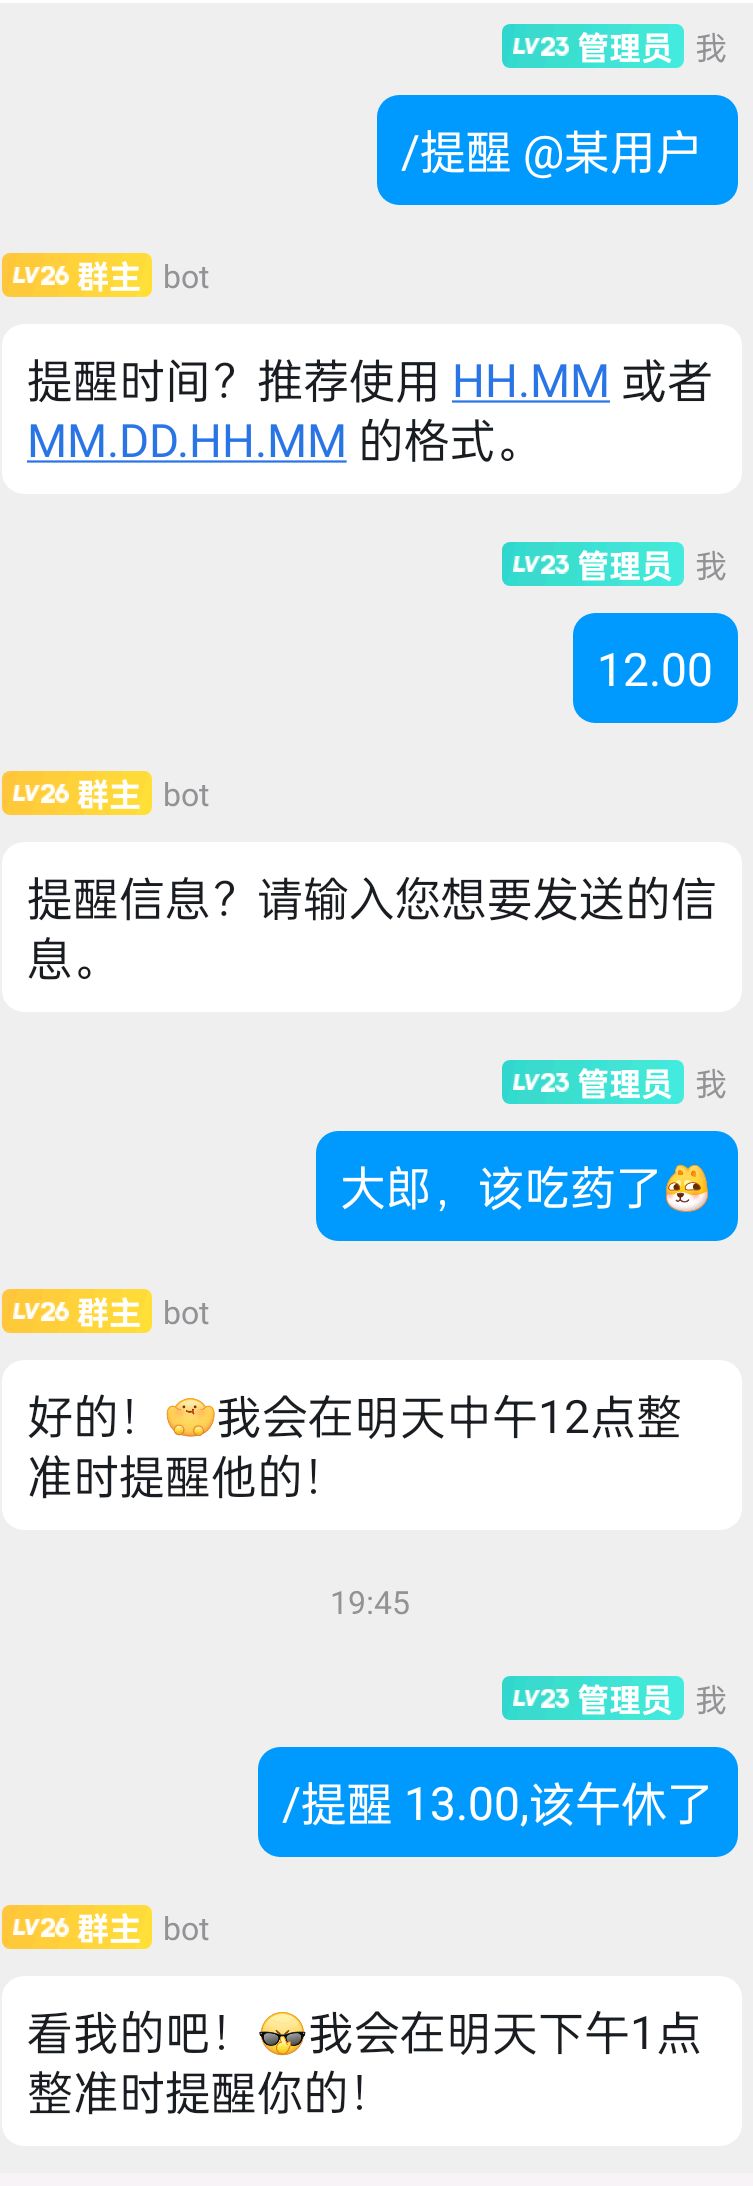 LV23 管理员 我
/提醒 @某用户
LV26 群主 bot
提醒时间？推荐使用 HH.MM 或者
MM.DD.HH.MM 的格式。
LV23 管理员 我
12.00
LV26 群主 bot
提醒信息？请输入您想要发送的信
息。
LV23 管理员 我
大郎，该吃药了
LV26 群主 bot
好的！我会在明天中午12点整
准时提醒他的！
19:45
LV23 管理员 我
/提醒 13.00,该午休了
LV26 群主 bot
看我的吧！我会在明天下午1点
整准时提醒你的！